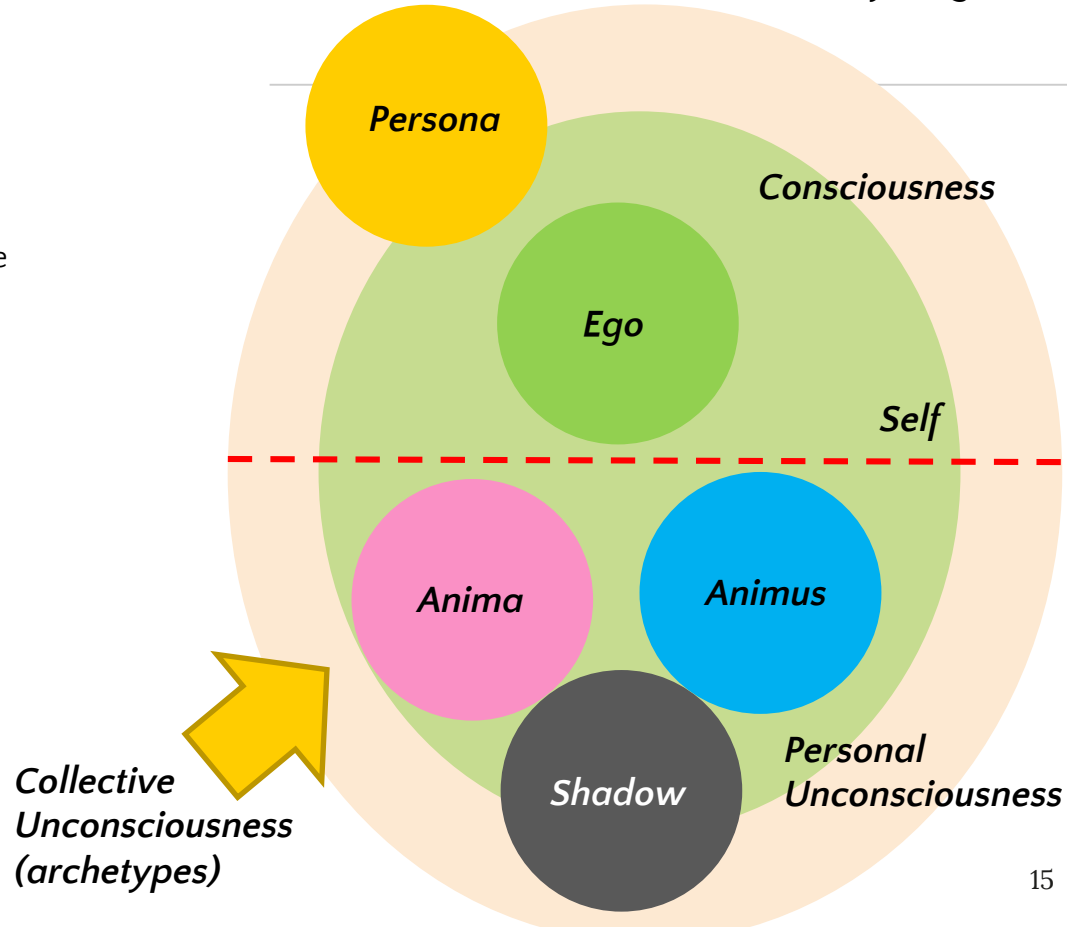 Persona
Consciousness
e
Ego
Self
Anima
Animus
Personal
Unconsciousness
Collective
Unconsciousness
(archetypes)
Shadow
15